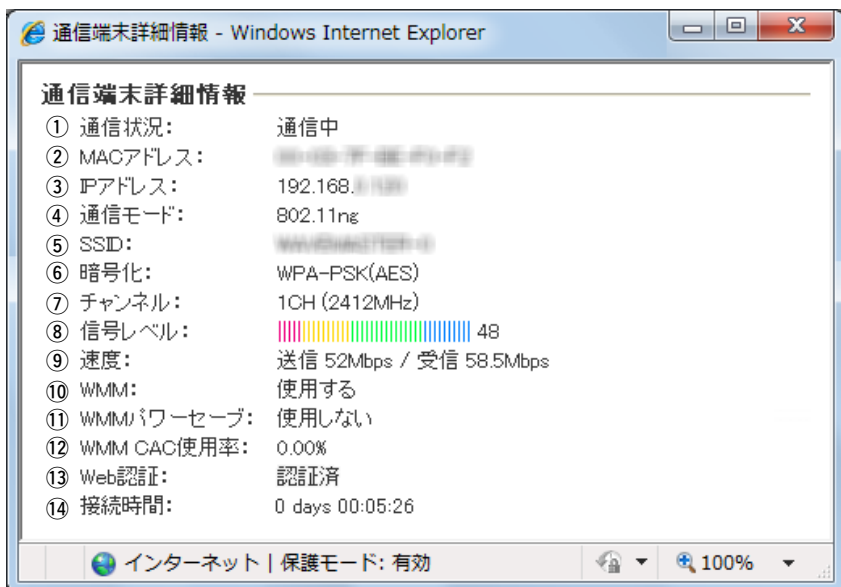 通信端末詳細情報 - Windows Internet Explorer
通信端末詳細情報
① 通信状況: 通信中
② MACアドレス:
③ IPアドレス: 192.168.
④ 通信モード: 802.11ng
⑤ SSID:
⑥ 暗号化: WPA-PSK(AES)
⑦ チャンネル: 1CH (2412MHz)
⑧ 信号レベル: 48
⑨ 速度: 送信 52Mbps / 受信 58.5Mbps
⑩ WMM: 使用する
⑪ WMMパワーセーブ: 使用しない
⑫ WMM CAC使用率: 0.00%
⑬ Web認証: 認証済
⑭ 接続時間: 0 days 00:05:26
インターネット | 保護モード: 有効 100%